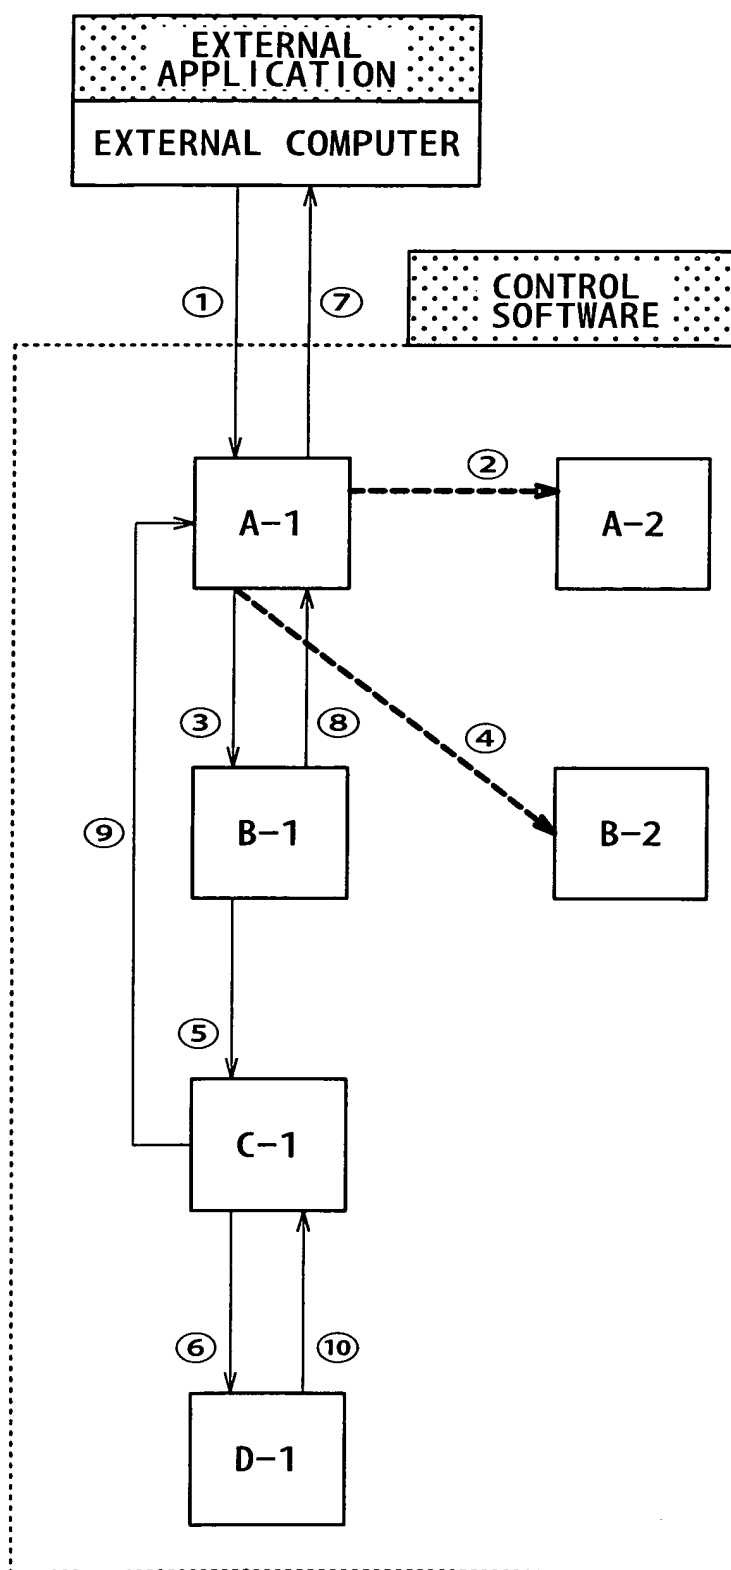 EXTERNAL
APPLICATION
EXTERNAL COMPUTER
① ⑦
CONTROL
SOFTWARE
②
A-1 A-2
③ ⑧ ④
⑨ B-1 B-2
⑤
C-1
⑥ ⑩
D-1